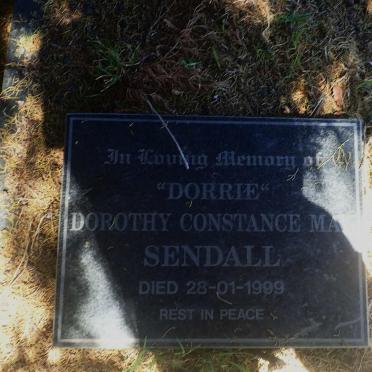 In Loving Memory of
"DORRIE"
DOROTHY CONSTANCE
SENDALL
DIED 28-01-1999
REST IN PEACE